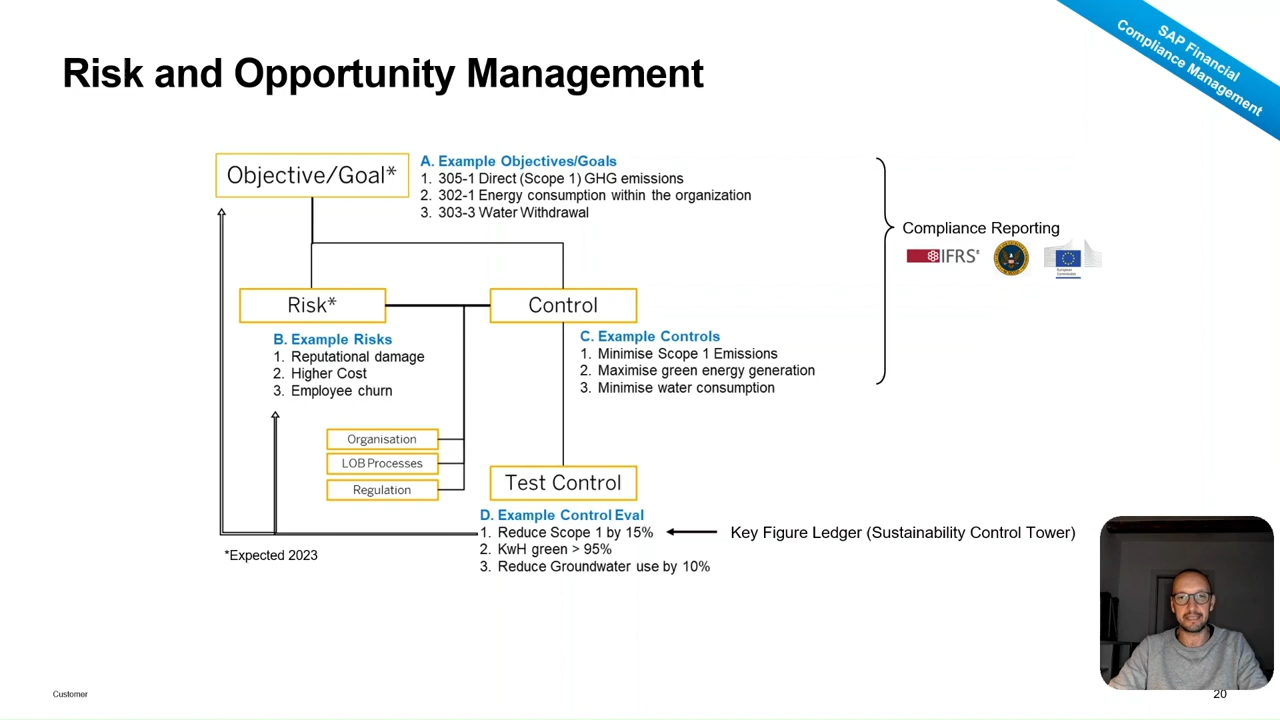 SAP Financial
Compliance Management
Risk and Opportunity Management
Objective/Goal*
A. Example Objectives/Goals
1. 305-1 Direct (Scope 1) GHG emissions
2. 302-1 Energy consumption within the organization
3. 303-3 Water Withdrawal
Compliance Reporting
IFRS®
European
Commission
Risk*
Control
B. Example Risks
1. Reputational damage
2. Higher Cost
3. Employee churn
C. Example Controls
1. Minimise Scope 1 Emissions
2. Maximise green energy generation
3. Minimise water consumption
Organisation
LOB Processes
Regulation
Test Control
D. Example Control Eval
1. Reduce Scope 1 by 15%
2. KwH green > 95%
3. Reduce Groundwater use by 10%
Key Figure Ledger (Sustainability Control Tower)
*Expected 2023
Customer
20